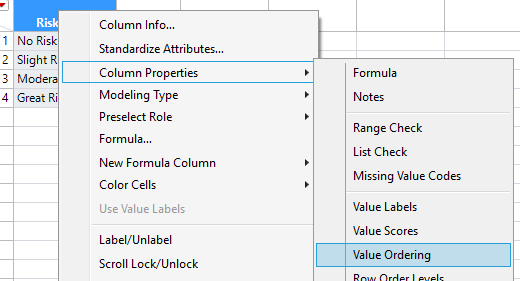 Risk
1 No Risk
2 Slight R
3 Modera
4 Great Ri
Column Info...
Standardize Attributes...
Column Properties
Modeling Type
Preselect Role
Formula...
New Formula Column
Color Cells
Use Value Labels
Label/Unlabel
Scroll Lock/Unlock
Formula
Notes
Range Check
List Check
Missing Value Codes
Value Labels
Value Scores
Value Ordering
Row Order Levels